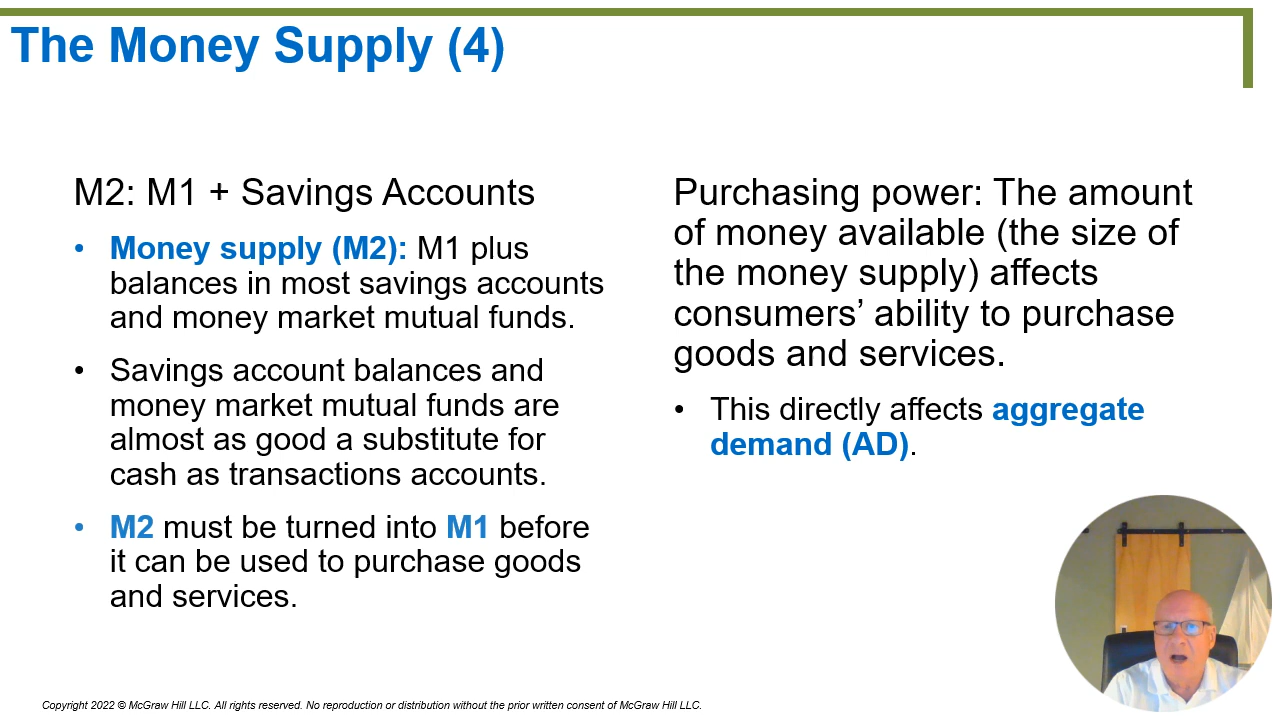 The Money Supply (4)
M2: M1 + Savings Accounts
• Money supply (M2): M1 plus
balances in most savings accounts
and money market mutual funds.
• Savings account balances and
money market mutual funds are
almost as good a substitute for
cash as transactions accounts.
• M2 must be turned into M1 before
it can be used to purchase goods
and services.
Purchasing power: The amount
of money available (the size of
the money supply) affects
consumers’ ability to purchase
goods and services.
• This directly affects aggregate
demand (AD).
Copyright 2022 © McGraw Hill LLC. All rights reserved. No reproduction or distribution without the prior written consent of McGraw Hill LLC.